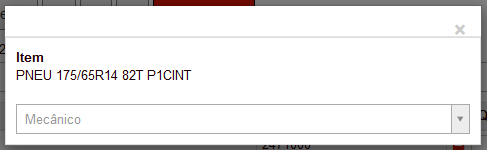 ×
Item
PNEU 175/65R14 82T P1CINT
Mecânico